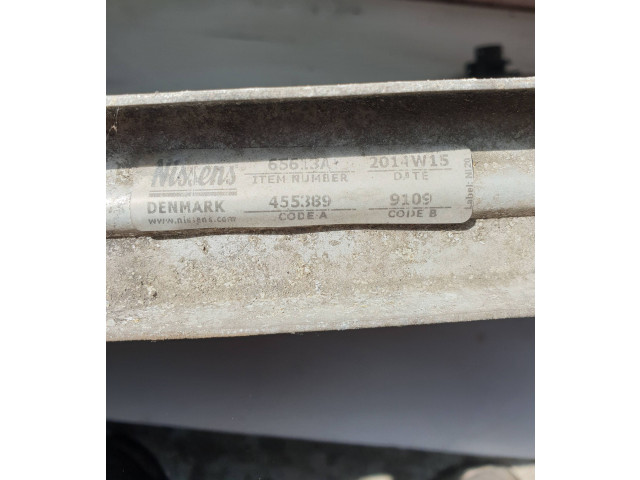 Nissens
DENMARK
www.nissens.com
65613A
ITEM NUMBER
2014W15
DATE
455389
CODE A
9109
CODE B